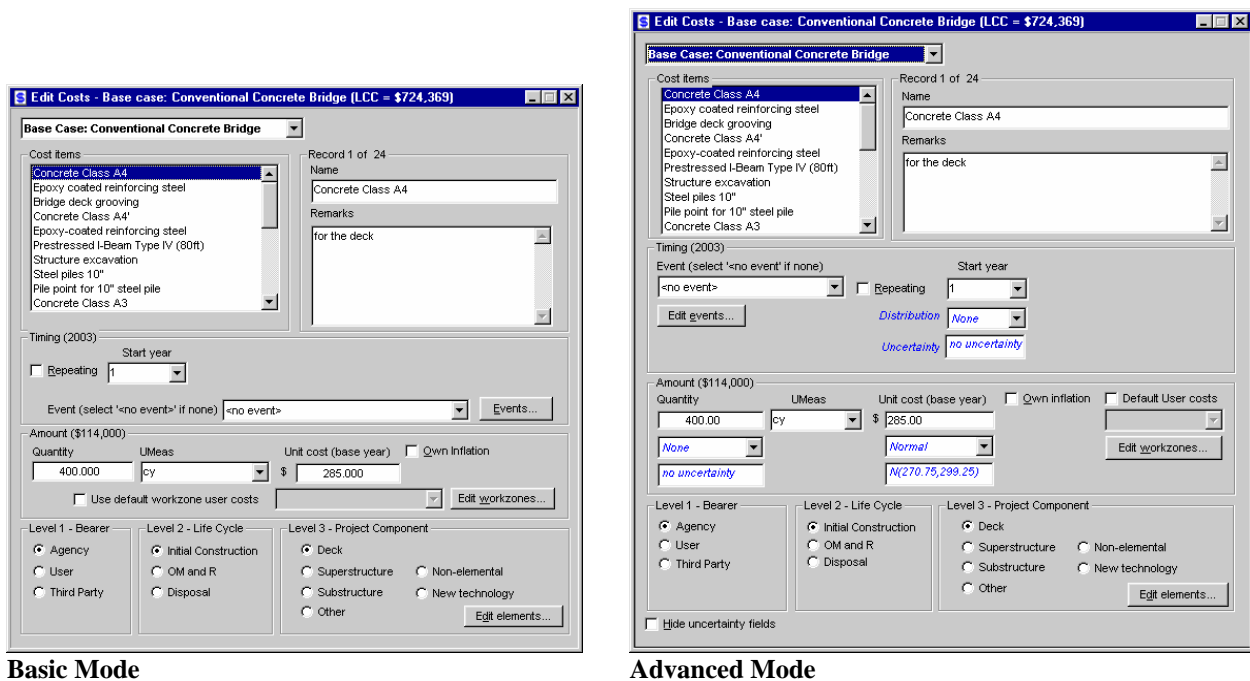 Edit Costs - Base case: Conventional Concrete Bridge (LCC = $724,369)
Base Case: Conventional Concrete Bridge
Cost items
Concrete Class A4
Epoxy coated reinforcing steel
Bridge deck grooving
Concrete Class A4'
Epoxy-coated reinforcing steel
Prestressed I-Beam Type IV (80ft)
Structure excavation
Steel piles 10"
Pile point for 10" steel pile
Concrete Class A3
Record 1 of 24
Name
Concrete Class A4
Remarks
for the deck
Timing (2003)
Start year
Repeating 1
Event (select '<no event>' if none) <no event> Events...
Amount ($114,000)
Quantity UMeas Unit cost (base year) Own Inflation
400.000 cy $ 285.000
Use default workzone user costs Edit workzones...
Level 1 - Bearer
Agency
User
Third Party
Level 2 - Life Cycle
Initial Construction
OM and R
Disposal
Level 3 - Project Component
Deck
Superstructure Non-elemental
Substructure New technology
Other Edit elements...
Basic Mode
Edit Costs - Base case: Conventional Concrete Bridge (LCC = $724,369)
Base Case: Conventional Concrete Bridge
Cost items
Concrete Class A4
Epoxy coated reinforcing steel
Bridge deck grooving
Concrete Class A4'
Epoxy-coated reinforcing steel
Prestressed I-Beam Type IV (80ft)
Structure excavation
Steel piles 10"
Pile point for 10" steel pile
Concrete Class A3
Record 1 of 24
Name
Concrete Class A4
Remarks
for the deck
Timing (2003)
Event (select '<no event' if none) Start year
<no event> Repeating 1
Edit events... Distribution None
Uncertainty no uncertainty
Amount ($114,000)
Quantity UMeas Unit cost (base year) Own inflation Default User costs
400.00 cy $ 285.00
None Normal Edit workzones...
no uncertainty N(270.75,299.25)
Level 1 - Bearer
Agency
User
Third Party
Level 2 - Life Cycle
Initial Construction
OM and R
Disposal
Level 3 - Project Component
Deck
Superstructure Non-elemental
Substructure New technology
Other Edit elements...
Hide uncertainty fields
Advanced Mode